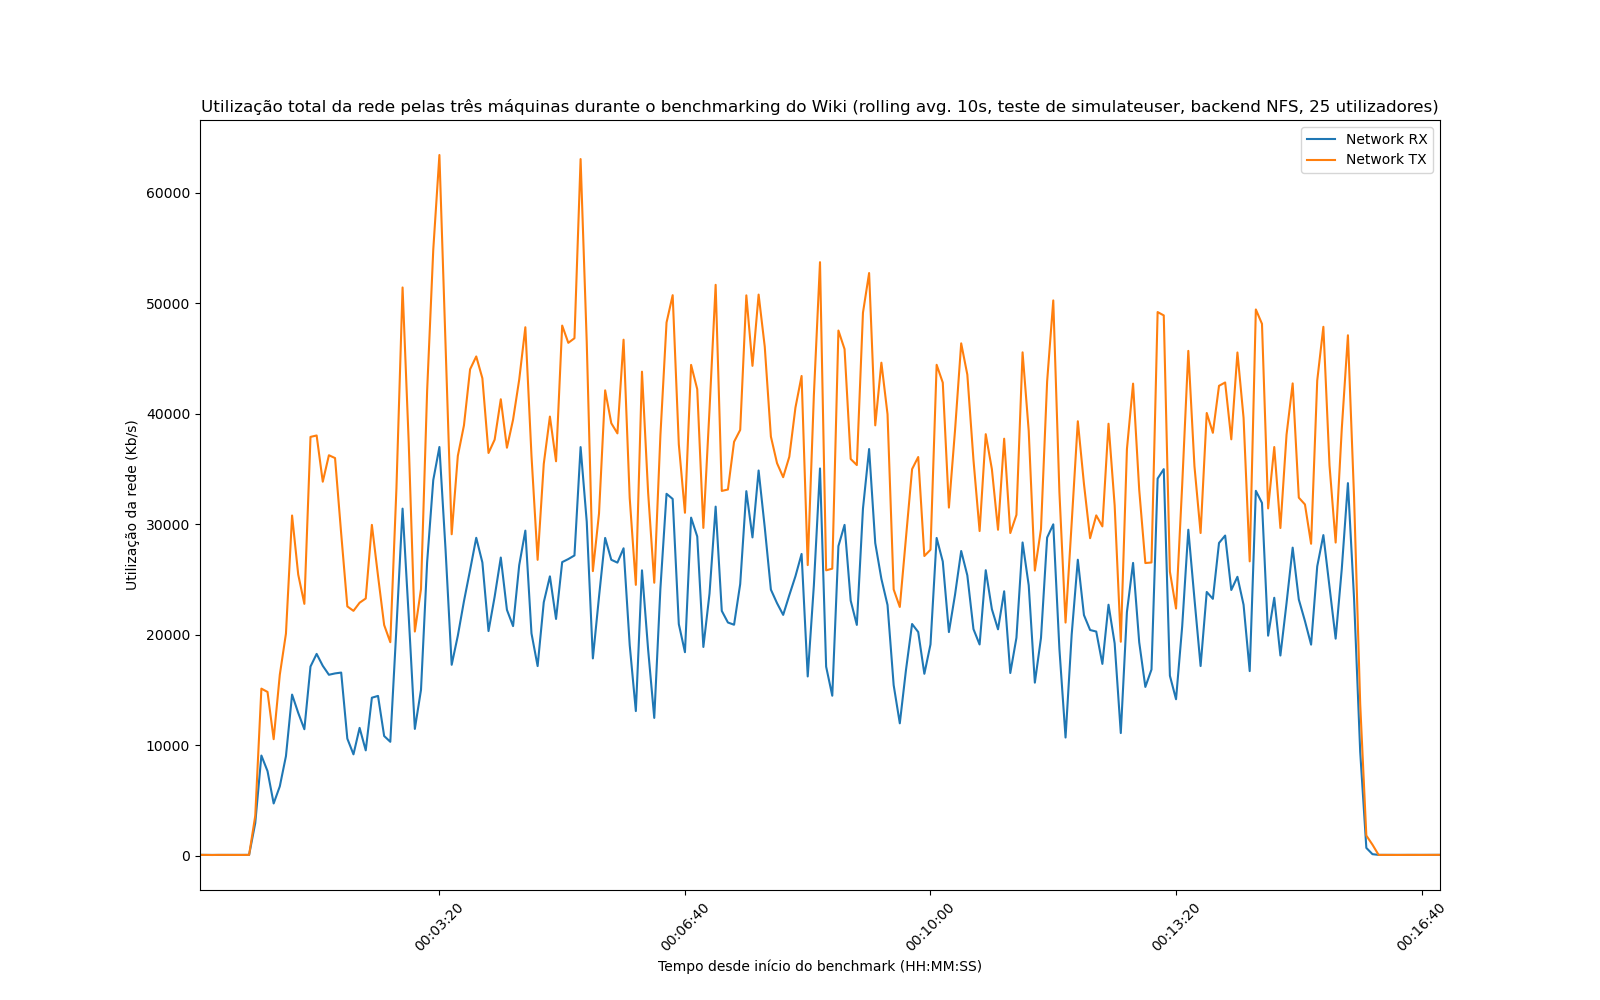 Utilização total da rede pelas três máquinas durante o benchmarking do Wiki (rolling avg. 10s, teste de simulateuser, backend NFS, 25 utilizadores)
Network RX
Network TX
Utilização da rede (Kb/s)
60000
50000
40000
30000
20000
10000
0
00:03:20
00:06:40
00:10:00
00:13:20
00:16:40
Tempo desde início do benchmark (HH:MM:SS)